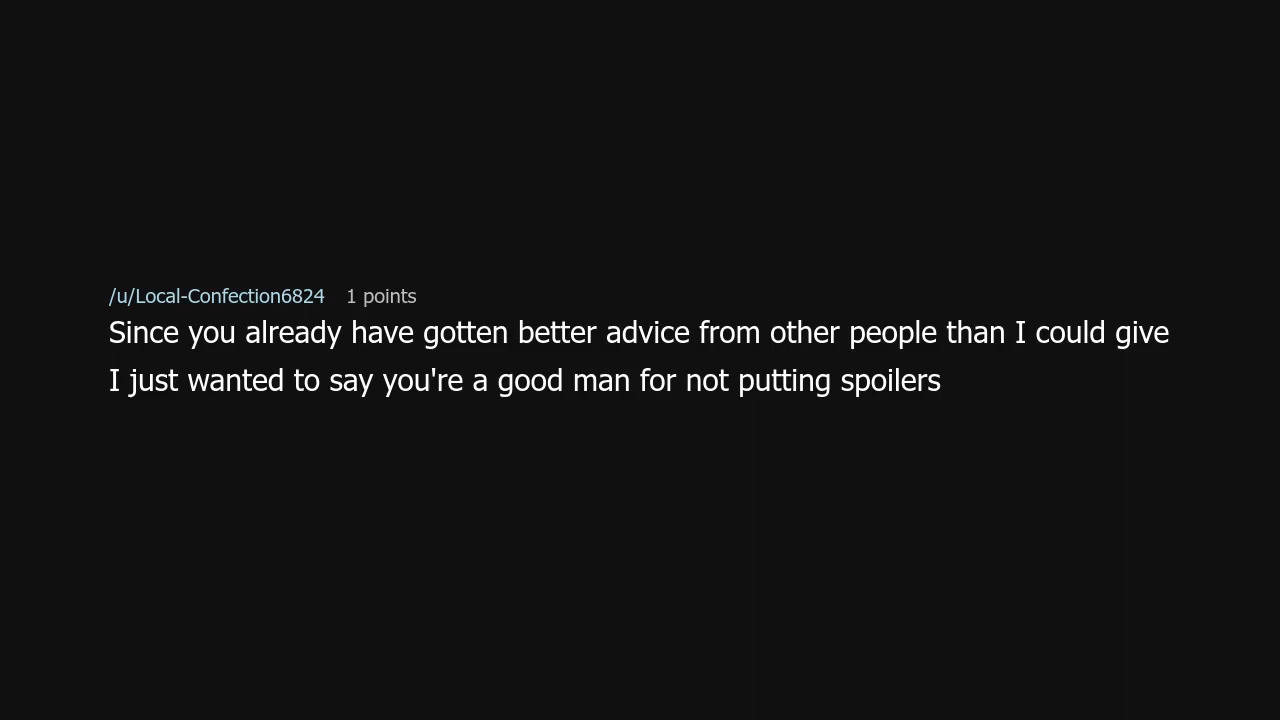 /u/Local-Confection6824 1 points
Since you already have gotten better advice from other people than I could give
I just wanted to say you're a good man for not putting spoilers